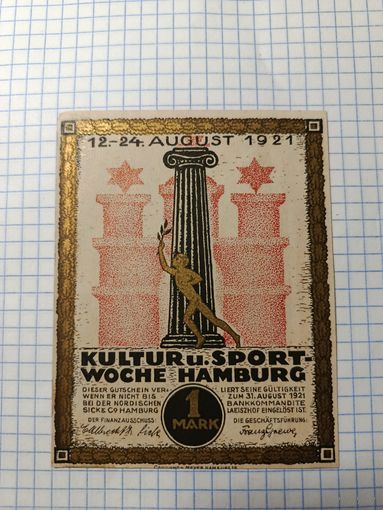 12.-24. AUGUST 1921
KULTUR u. SPORT-
WOCHE HAMBURG
DIESER GUTSCHEIN VER- LIERT SEINE GÜLTIGKEIT
WENN ER NICHT BIS ZUM 31. AUGUST 1921
BEI DER NORDISCHEN BANKKOMMANDITE
SICK & Co HAMBURG LAEISZHOF EINGELÖST IST.
DER FINANZAUSSCHUSS: DIE GESCHÄFTSFÜHRUNG:
1
MARK